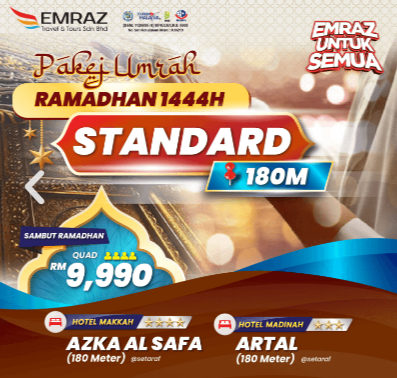 EMRAZ
Travel & Tours Sdn Bhd
EMRAZ
UNTUK
SEMUA
Pakej Umrah
RAMADHAN 1444H
STANDARD
180M
SAMBUT RAMADHAN
QUAD
RM 9,990
HOTEL MAKKAH
AZKA AL SAFA
(180 Meter) @setaraf
HOTEL MADINAH
ARTAL
(180 Meter) @setaraf